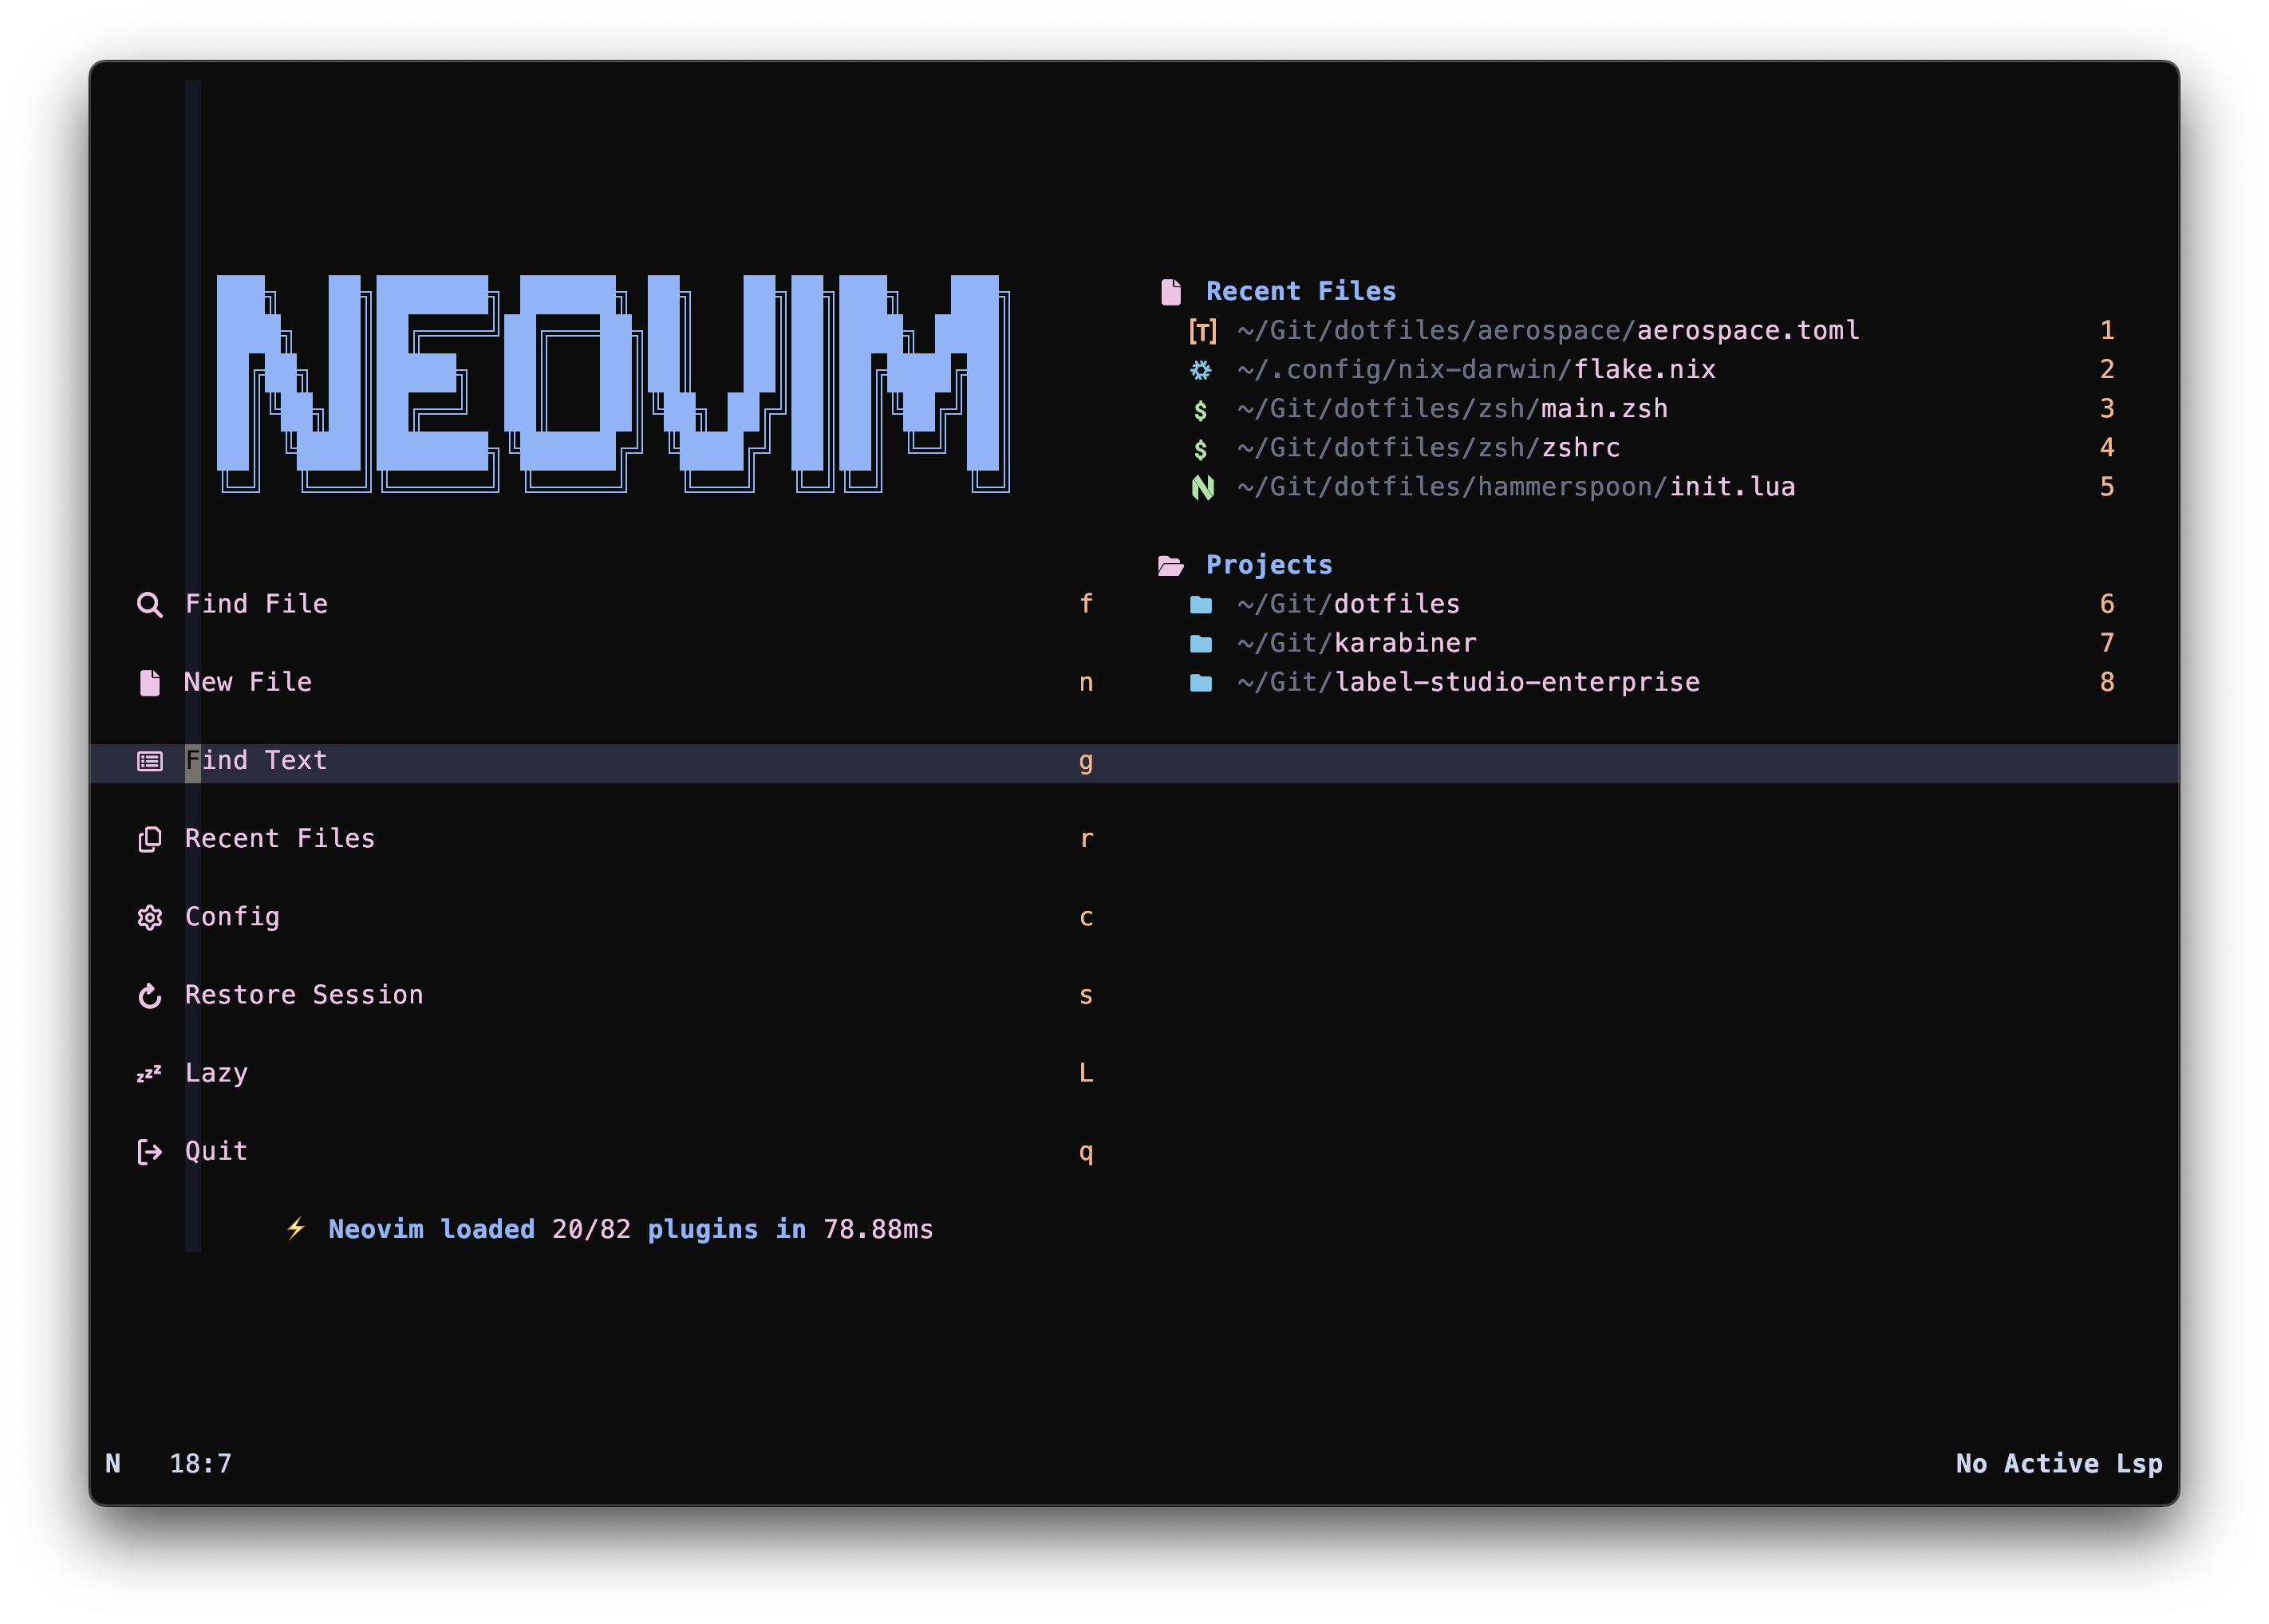 NEOVIM
Find File f
New File n
Find Text g
Recent Files r
Config c
Restore Session s
Lazy L
Quit q
⚡ Neovim loaded 20/82 plugins in 78.88ms
Recent Files
[T] ~/Git/dotfiles/aerospace/aerospace.toml 1
~/.config/nix-darwin/flake.nix 2
$ ~/Git/dotfiles/zsh/main.zsh 3
$ ~/Git/dotfiles/zsh/zshrc 4
~/Git/dotfiles/hammerspoon/init.lua 5
Projects
~/Git/dotfiles 6
~/Git/karabiner 7
~/Git/label-studio-enterprise 8
N 18:7
No Active Lsp